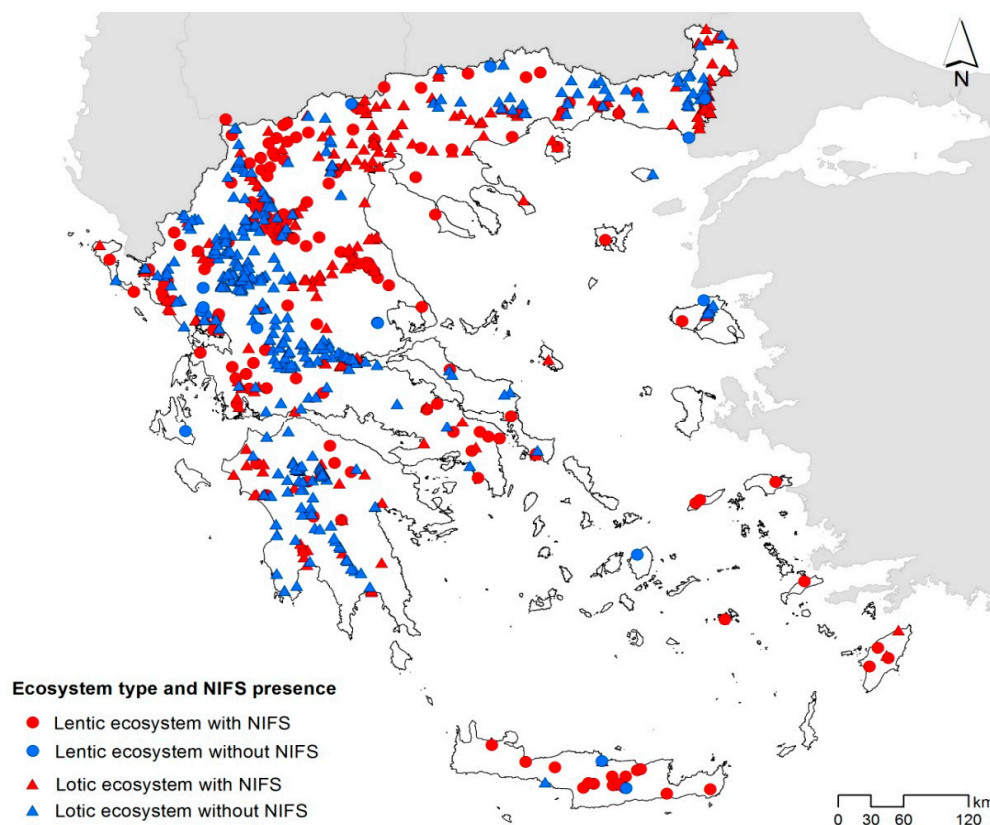 N
Ecosystem type and NIFS presence
Lentic ecosystem with NIFS
Lentic ecosystem without NIFS
Lotic ecosystem with NIFS
Lotic ecosystem without NIFS
km
0 30 60 120